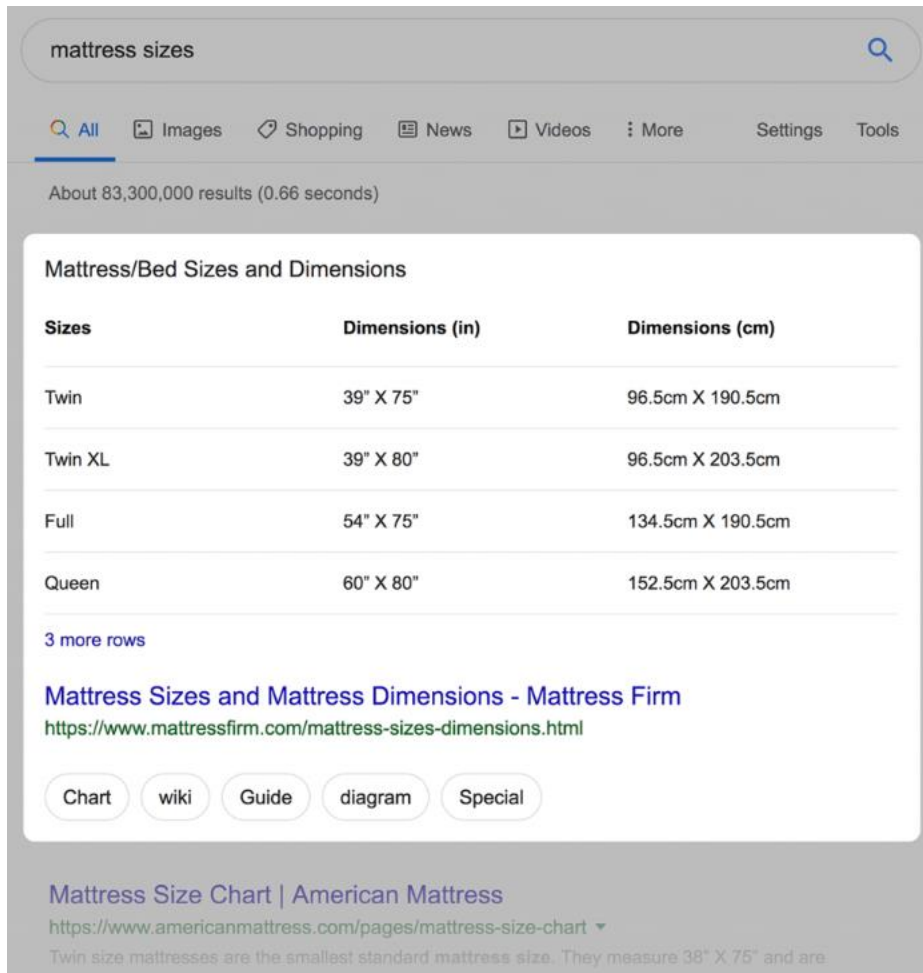 mattress sizes
All Images Shopping News Videos More Settings Tools
About 83,300,000 results (0.66 seconds)
Mattress/Bed Sizes and Dimensions
Sizes Dimensions (in) Dimensions (cm)
Twin 39” X 75” 96.5cm X 190.5cm
Twin XL 39” X 80” 96.5cm X 203.5cm
Full 54” X 75” 134.5cm X 190.5cm
Queen 60” X 80” 152.5cm X 203.5cm
3 more rows
Mattress Sizes and Mattress Dimensions - Mattress Firm
https://www.mattressfirm.com/mattress-sizes-dimensions.html
Chart wiki Guide diagram Special
Mattress Size Chart | American Mattress
https://www.americanmattress.com/pages/mattress-size-chart
Twin size mattresses are the smallest standard mattress size. They measure 38" X 75" and are